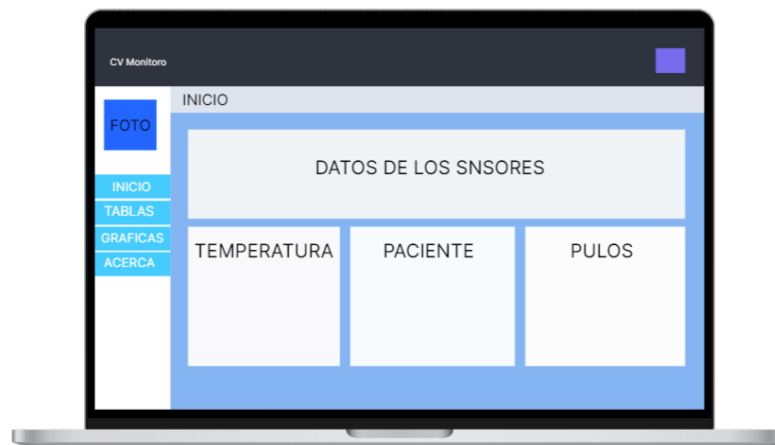 CV Monitoro
INICIO
FOTO
DATOS DE LOS SNSORES
INICIO
TABLAS
GRAFICAS
ACERCA
TEMPERATURA
PACIENTE
PULOS